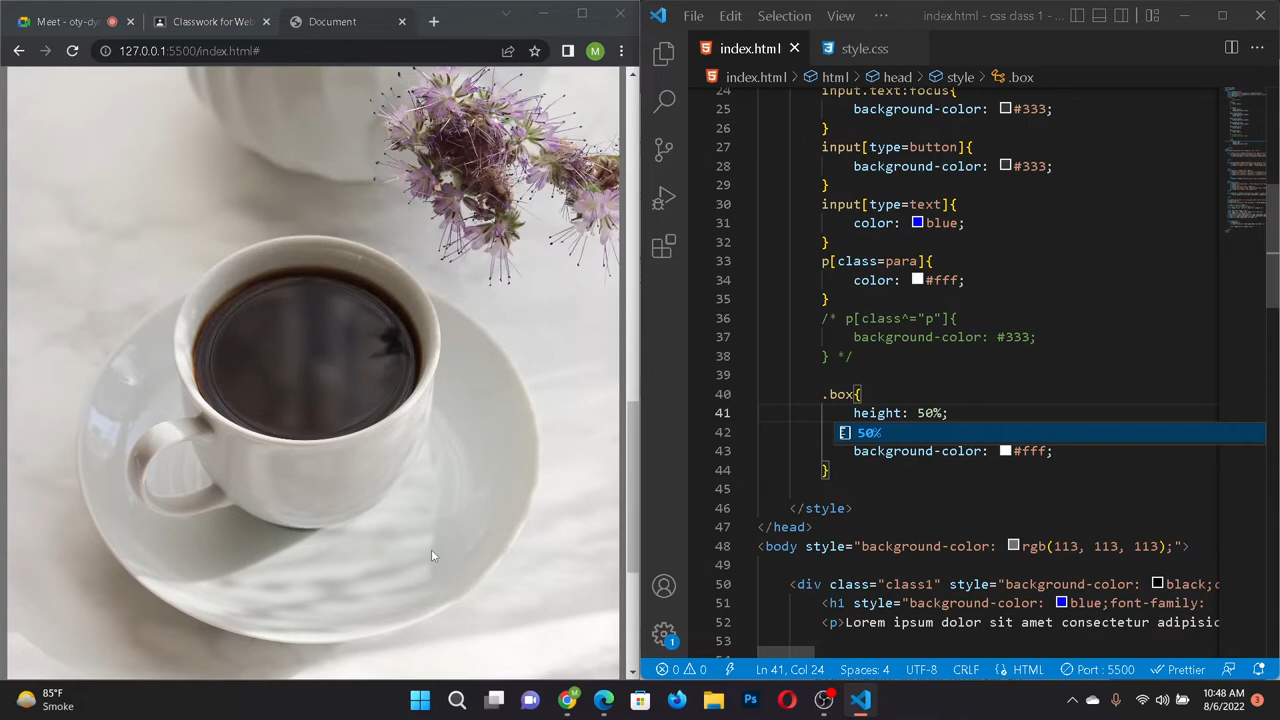 Meet - oty-dy
Classwork for Web
Document
127.0.0.1:5500/index.html#
M
File Edit Selection View ··· index.html - css class 1 - ...
index.html
style.css
index.html > html > head > style > .box
24 input.text:focus{
25 background-color: #333;
26 }
27 input[type=button]{
28 background-color: #333;
29 }
30 input[type=text]{
31 color: blue;
32 }
33 p[class=para]{
34 color: #fff;
35 }
36 /* p[class^="p"]{
37 background-color: #333;
38 } */
39
40 .box{
41 height: 50%;
42 50%
43 background-color: #fff;
44 }
45
46 </style>
47 </head>
48 <body style="background-color: rgb(113, 113, 113);">
49
50 <div class="class1" style="background-color: black;c
51 <h1 style="background-color: blue;font-family:
52 <p>Lorem ipsum dolor sit amet consectetur adipisic
53
1
0 0 Ln 41, Col 24 Spaces: 4 UTF-8 CRLF HTML Port : 5500 Prettier
85°F
Smoke
10:48 AM
8/6/2022
3